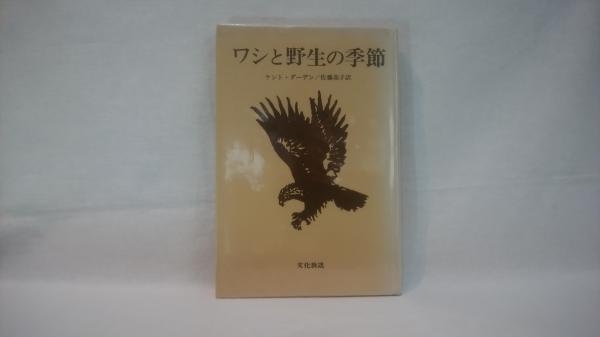 ワシと野生の季節
ケント・ダーデン/佐藤高子訳
文化放送